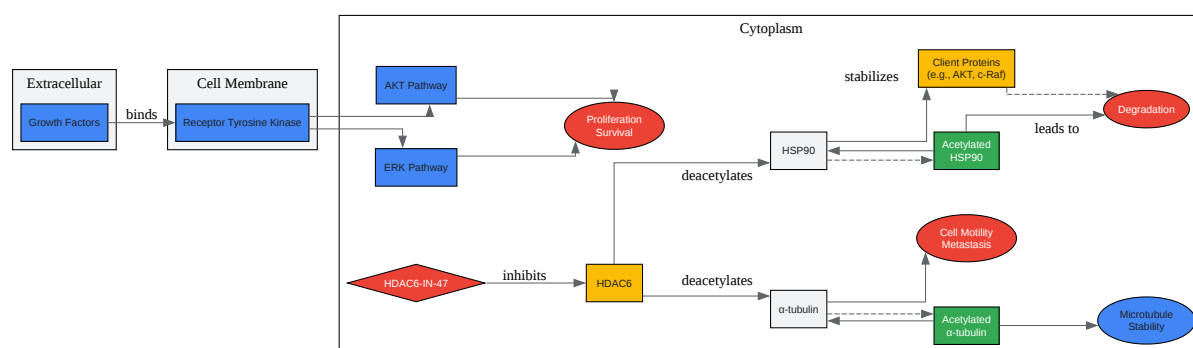 Cytoplasm
Extracellular
Growth Factors
binds
Cell Membrane
Receptor Tyrosine Kinase
AKT Pathway
ERK Pathway
Proliferation
Survival
stabilizes
Client Proteins
(e.g., AKT, c-Raf)
Degradation
leads to
HSP90
Acetylated
HSP90
deacetylates
HDAC6-IN-47
inhibits
HDAC6
deacetylates
α-tubulin
Cell Motility
Metastasis
Acetylated
α-tubulin
Microtubule
Stability